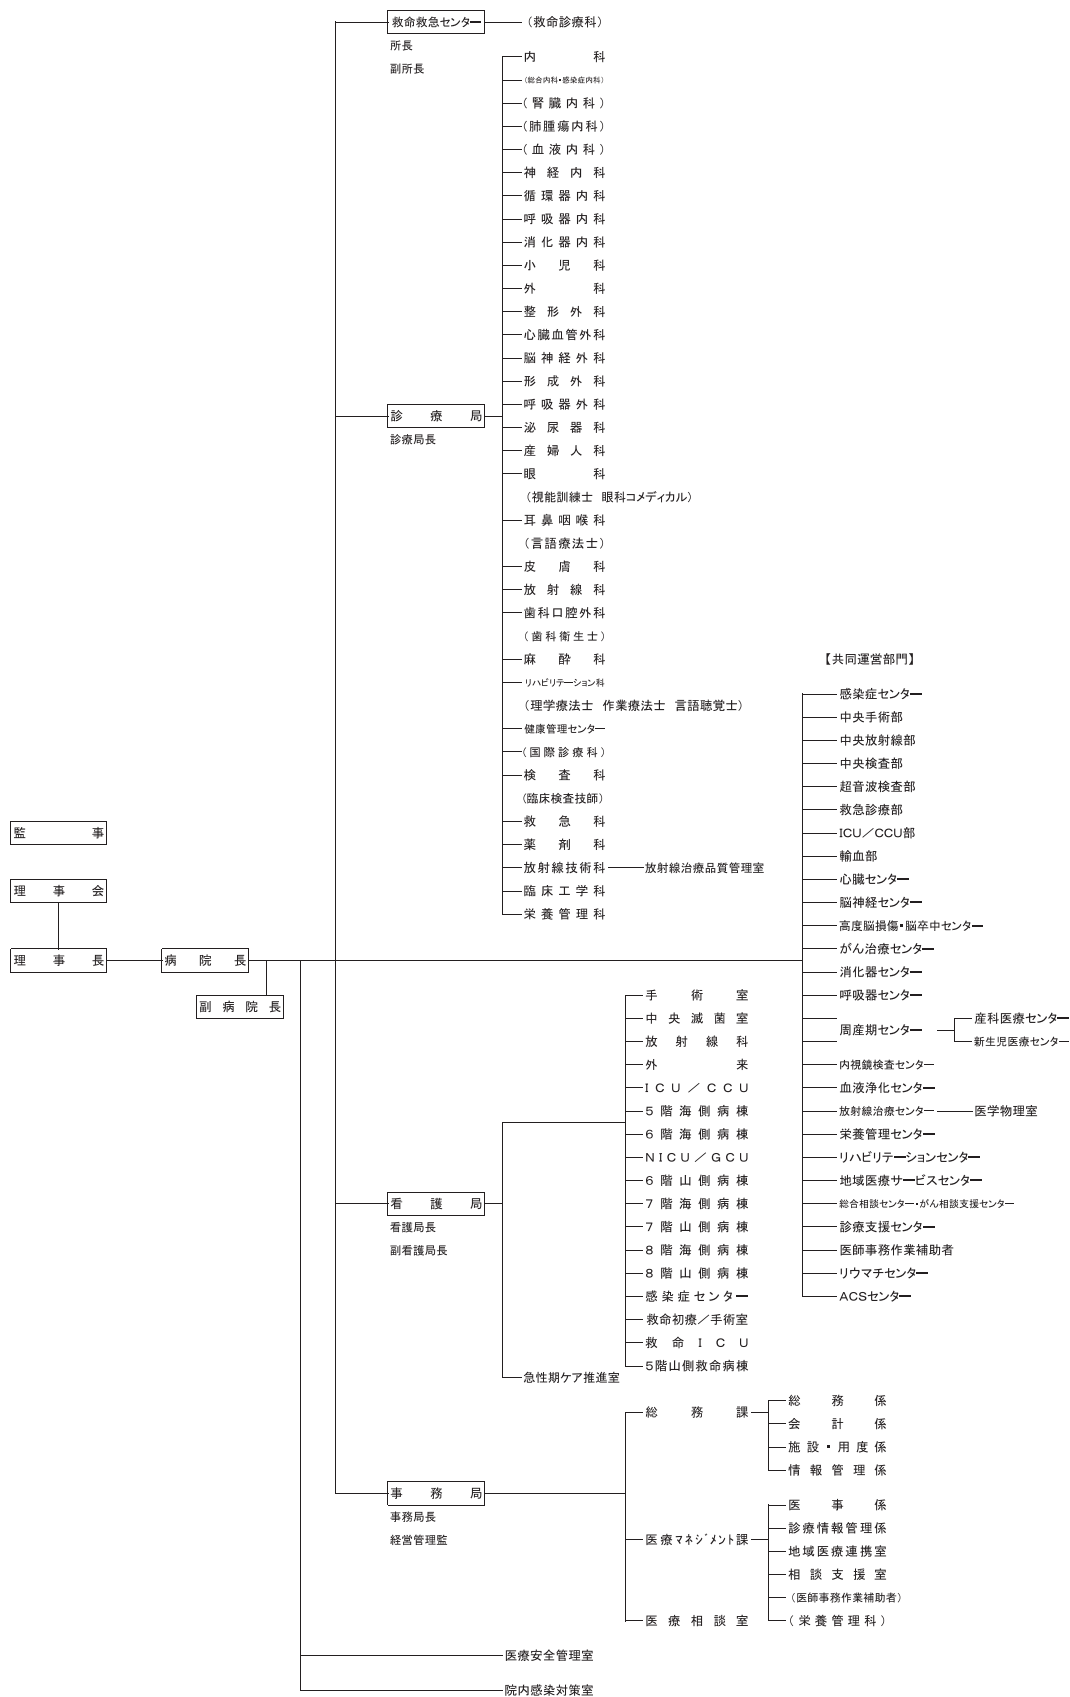 救命救急センター
（救命診療科）
所長
副所長
内科
（総合内科・感染症内科）
（腎臓内科）
（肺腫瘍内科）
（血液内科）
神経内科
循環器内科
呼吸器内科
消化器内科
小児科
外科
整形外科
心臓血管外科
脳神経外科
形成外科
呼吸器外科
診療局
診療局長
泌尿器科
産婦人科
眼科
（視能訓練士　眼科コメディカル）
耳鼻咽喉科
（言語療法士）
皮膚科
放射線科
歯科口腔外科
（歯科衛生士）
麻酔科
リハビリテーション科
（理学療法士　作業療法士　言語聴覚士）
健康管理センター
（国際診療科）
検査科
（臨床検査技師）
救急科
薬剤科
放射線技術科
放射線治療品質管理室
臨床工学科
栄養管理科
監事
理事会
理事長
病院長
副病院長
【共同運営部門】
感染症センター
中央手術部
中央放射線部
中央検査部
超音波検査部
救急診療部
ICU／CCU部
輸血部
心臓センター
脳神経センター
高度脳損傷・脳卒中センター
がん治療センター
消化器センター
呼吸器センター
周産期センター
産科医療センター
新生児医療センター
内視鏡検査センター
血液浄化センター
放射線治療センター
医学物理室
栄養管理センター
リハビリテーションセンター
地域医療サービスセンター
総合相談センター・がん相談支援センター
診療支援センター
医師事務作業補助者
リウマチセンター
ACSセンター
手術室
中央滅菌室
放射線科
外来
ICU／CCU
5階海側病棟
6階海側病棟
NICU／GCU
6階山側病棟
7階海側病棟
7階山側病棟
8階海側病棟
8階山側病棟
感染症センター
救命初療／手術室
救命ICU
5階山側救命病棟
看護局
看護局長
副看護局長
急性期ケア推進室
総務課
総務係
会計係
施設・用度係
情報管理係
事務局
事務局長
経営管理監
医療マネジメント課
医事係
診療情報管理係
地域医療連携室
相談支援室
（医師事務作業補助者）
（栄養管理科）
医療相談室
医療安全管理室
院内感染対策室